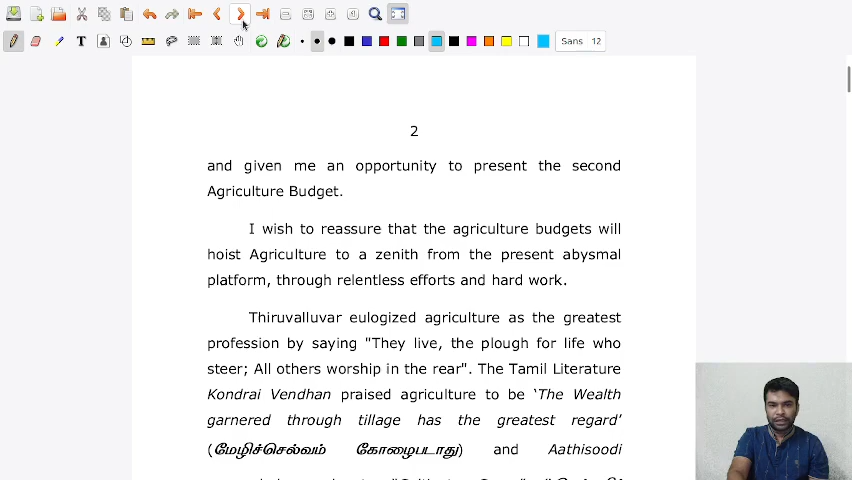 Sans 12
2
and given me an opportunity to present the second
Agriculture Budget.
I wish to reassure that the agriculture budgets will
hoist Agriculture to a zenith from the present abysmal
platform, through relentless efforts and hard work.
Thiruvalluvar eulogized agriculture as the greatest
profession by saying "They live, the plough for life who
steer; All others worship in the rear". The Tamil Literature
Kondrai Vendhan praised agriculture to be ‘The Wealth
garnered through tillage has the greatest regard’
(மேழிச்செல்வம் கோழைபடாது) and Aathisoodi